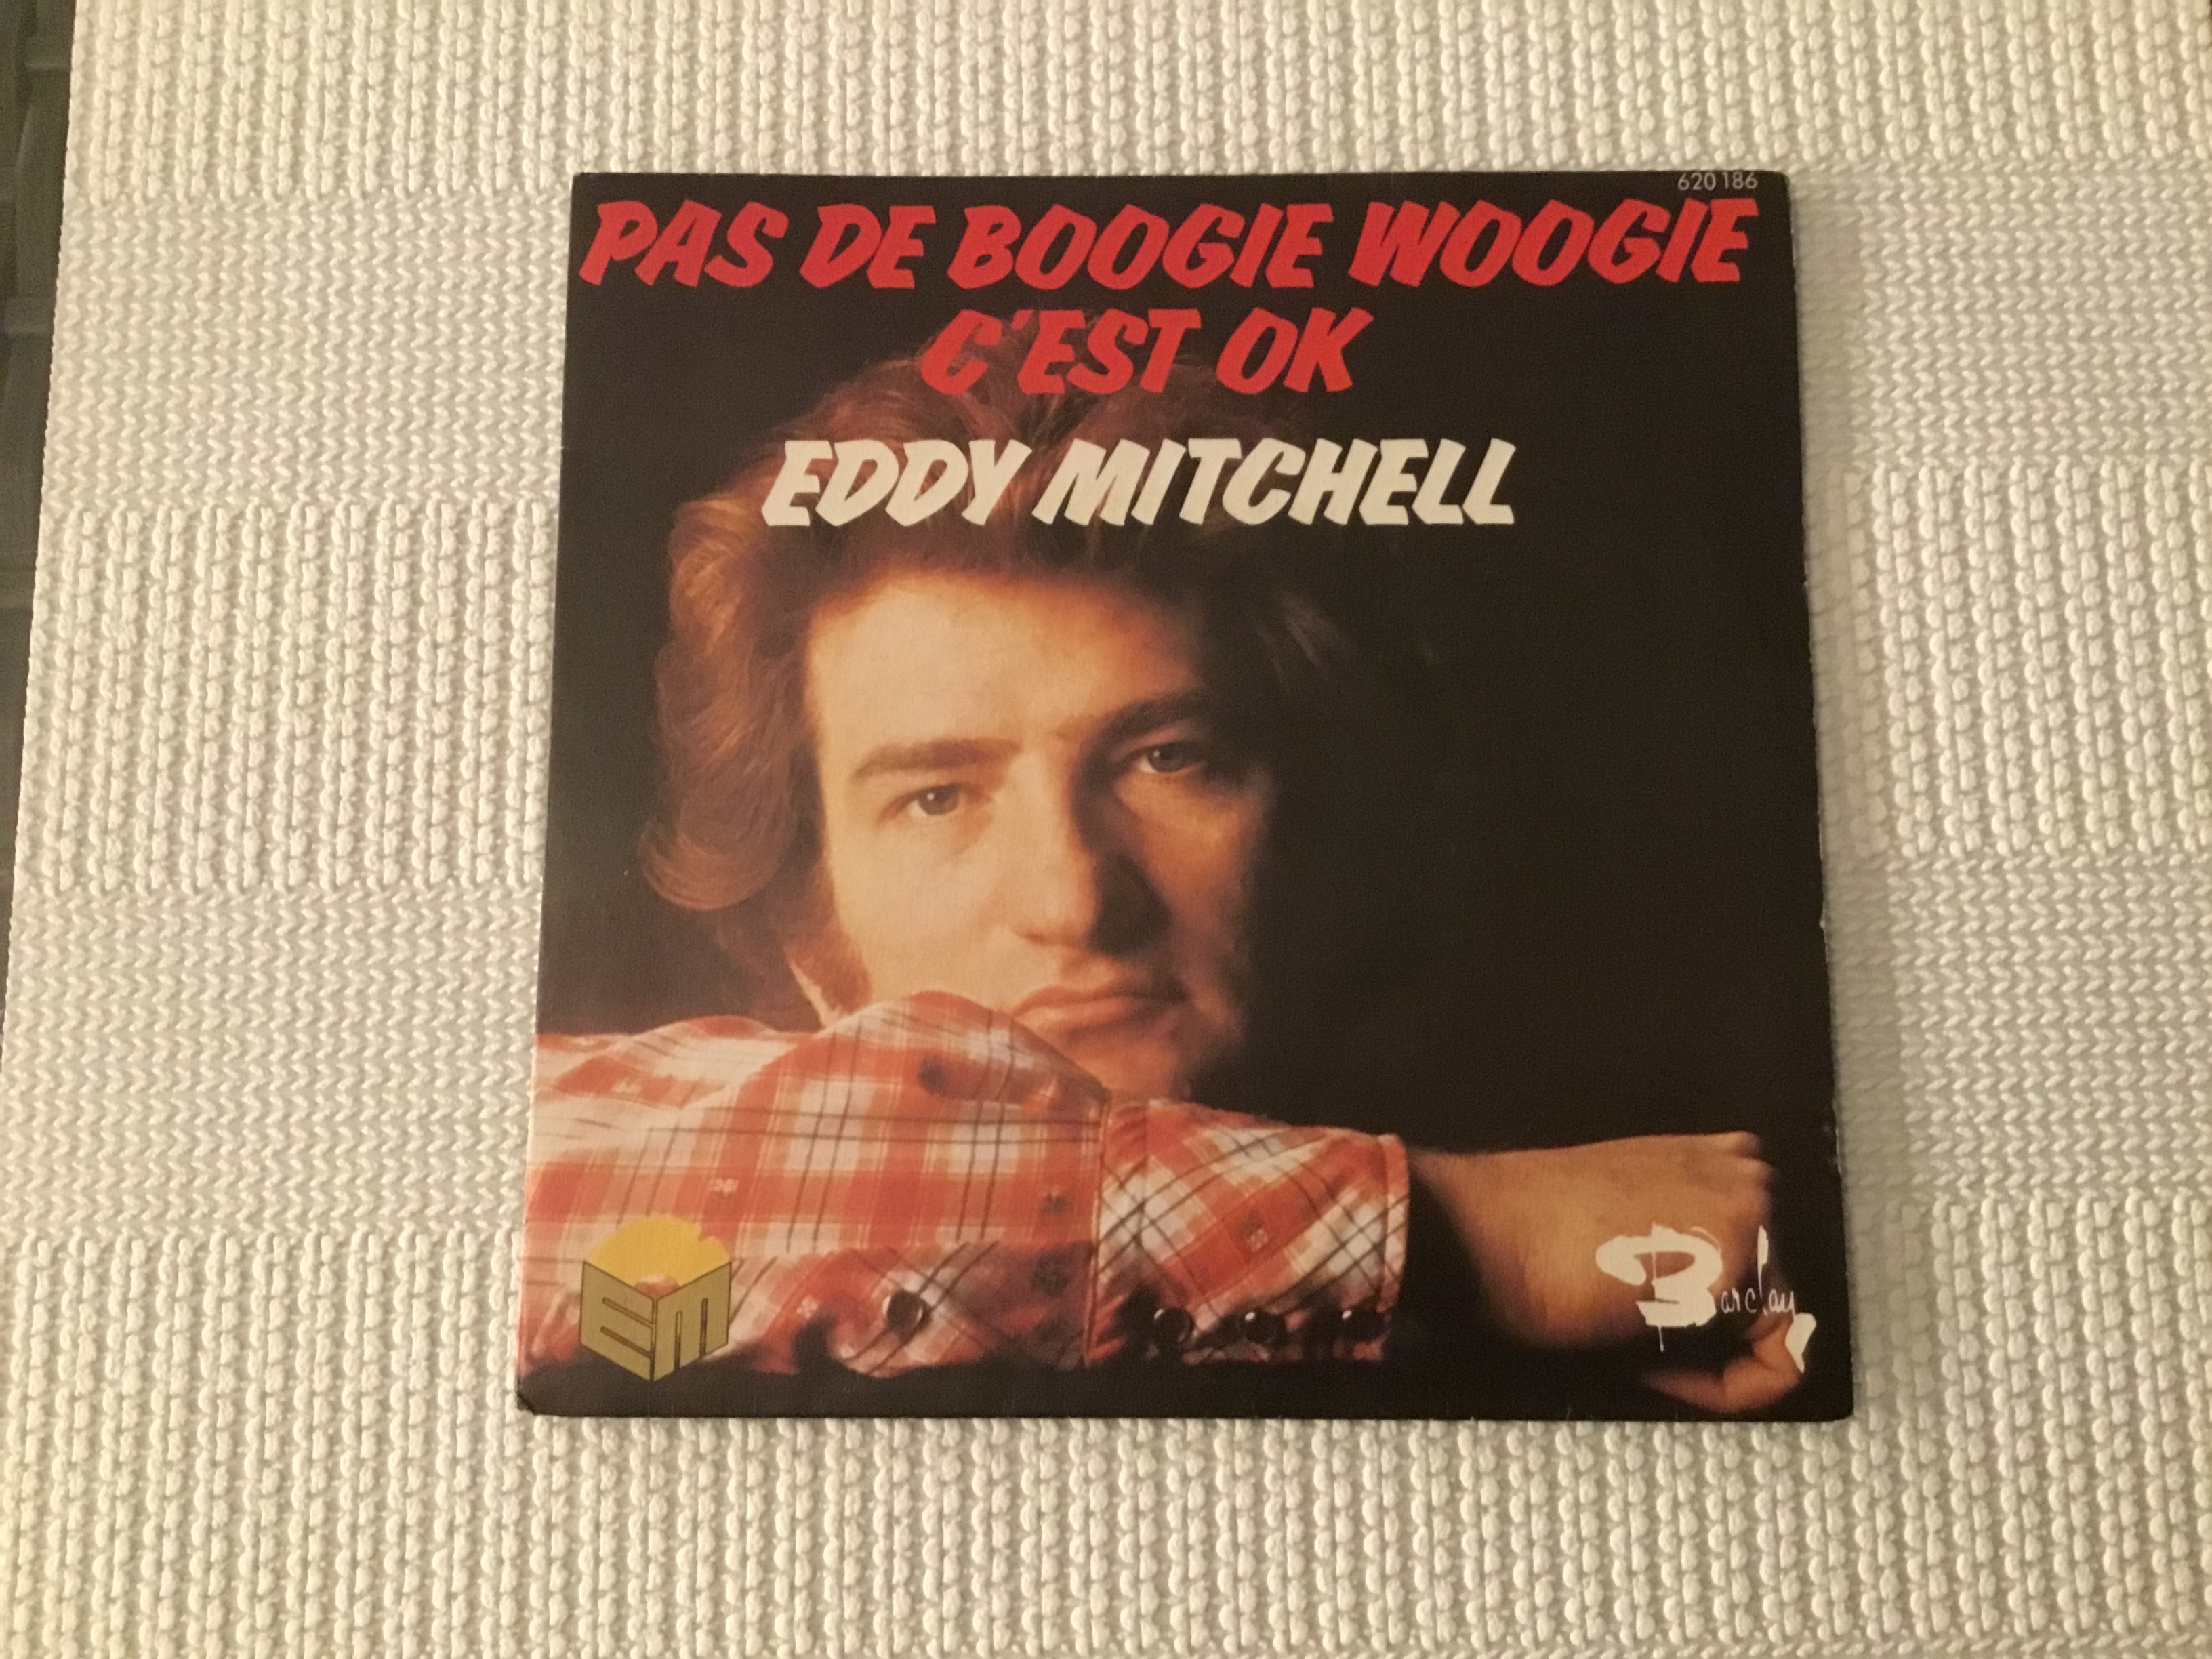 620 186
PAS DE BOOGIE WOOGIE
C'EST OK
EDDY MITCHELL
EM
Barclay